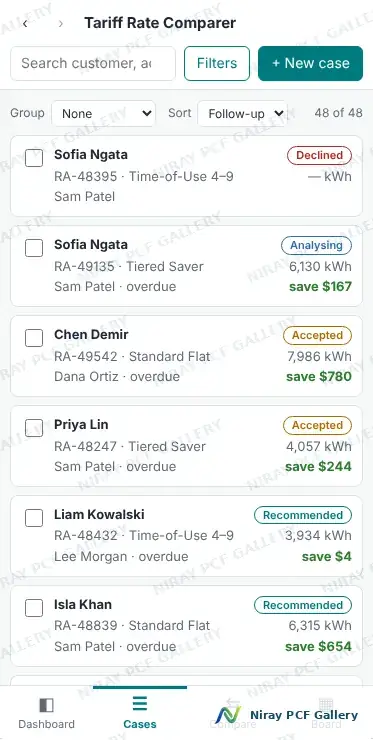 Tariff Rate Comparer
Search customer, ac
Filters
+ New case
Group None Sort Follow-up 48 of 48
Sofia Ngata Declined
RA-48395 · Time-of-Use 4–9 — kWh
Sam Patel
Sofia Ngata Analysing
RA-49135 · Tiered Saver 6,130 kWh
Sam Patel · overdue save $167
Chen Demir Accepted
RA-49542 · Standard Flat 7,986 kWh
Dana Ortiz · overdue save $780
Priya Lin Accepted
RA-48247 · Tiered Saver 4,057 kWh
Sam Patel · overdue save $244
Liam Kowalski Recommended
RA-48432 · Time-of-Use 4–9 3,934 kWh
Lee Morgan · overdue save $4
Isla Khan Recommended
RA-48839 · Standard Flat 6,315 kWh
Sam Patel · overdue save $654
Dashboard Cases Compare Board
Niray PCF Gallery
NIRAY PCF GALLERY